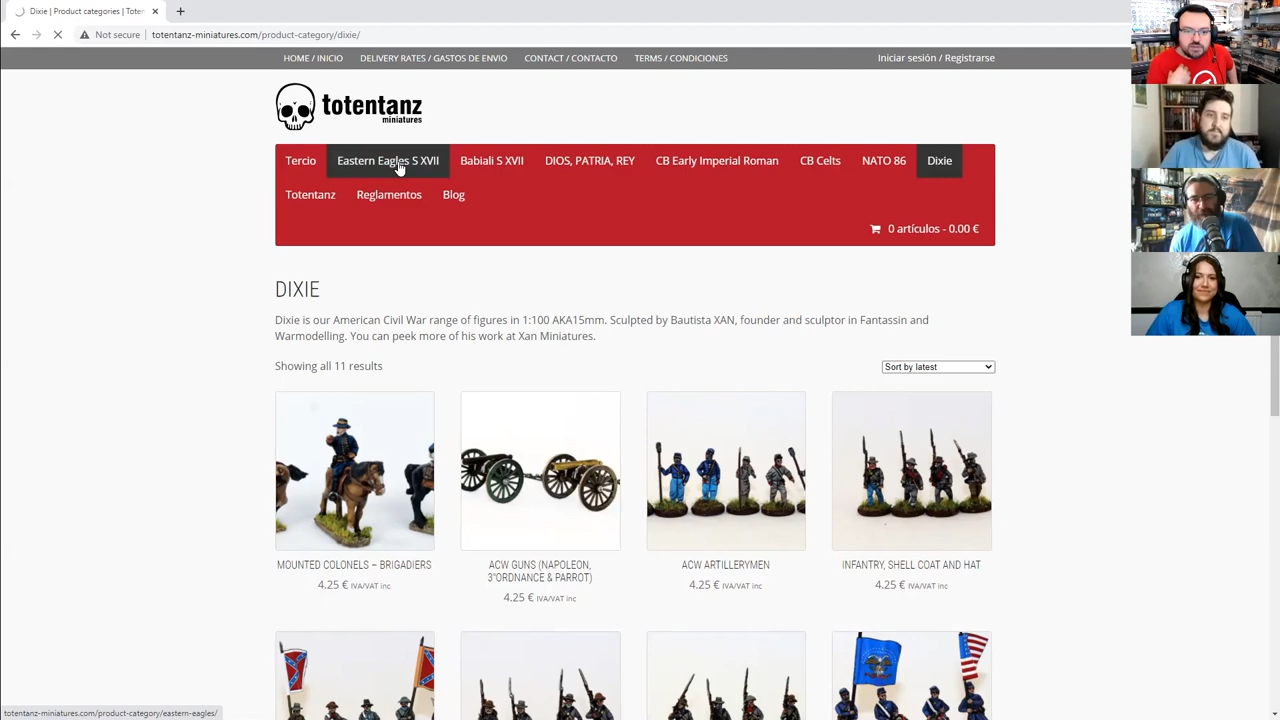 Dixie | Product categories | Toten
Not secure
totentanz-miniatures.com/product-category/dixie/
HOME / INICIO
DELIVERY RATES / GASTOS DE ENVIO
CONTACT / CONTACTO
TERMS / CONDICIONES
Iniciar sesión / Registrarse
totentanz
miniatures
Tercio
Eastern Eagles S XVII
Babiali S XVII
DIOS, PATRIA, REY
CB Early Imperial Roman
CB Celts
NATO 86
Dixie
Totentanz
Reglamentos
Blog
0 artículos - 0.00 €
DIXIE
Dixie is our American Civil War range of figures in 1:100 AKA15mm. Sculpted by Bautista XAN, founder and sculptor in Fantassin and
Warmodelling. You can peek more of his work at Xan Miniatures.
Showing all 11 results
Sort by latest
MOUNTED COLONELS – BRIGADIERS
4.25 € IVA/VAT inc
ACW GUNS (NAPOLEON,
3"ORDNANCE & PARROT)
4.25 € IVA/VAT inc
ACW ARTILLERYMEN
4.25 € IVA/VAT inc
INFANTRY, SHELL COAT AND HAT
4.25 € IVA/VAT inc
totentanz-miniatures.com/product-category/eastern-eagles/